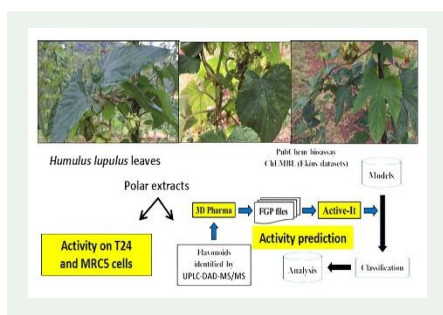 PubChem bioassay
ChEMBL (Ekins datasets)
Humulus lupulus leaves
Models
Polar extracts
3D Pharma
FGP files
Active-It
Activity on T24
and MRC5 cells
Activity prediction
Flavonoids
identified by
UPLC-DAD-MS/MS
Analysis
Classification